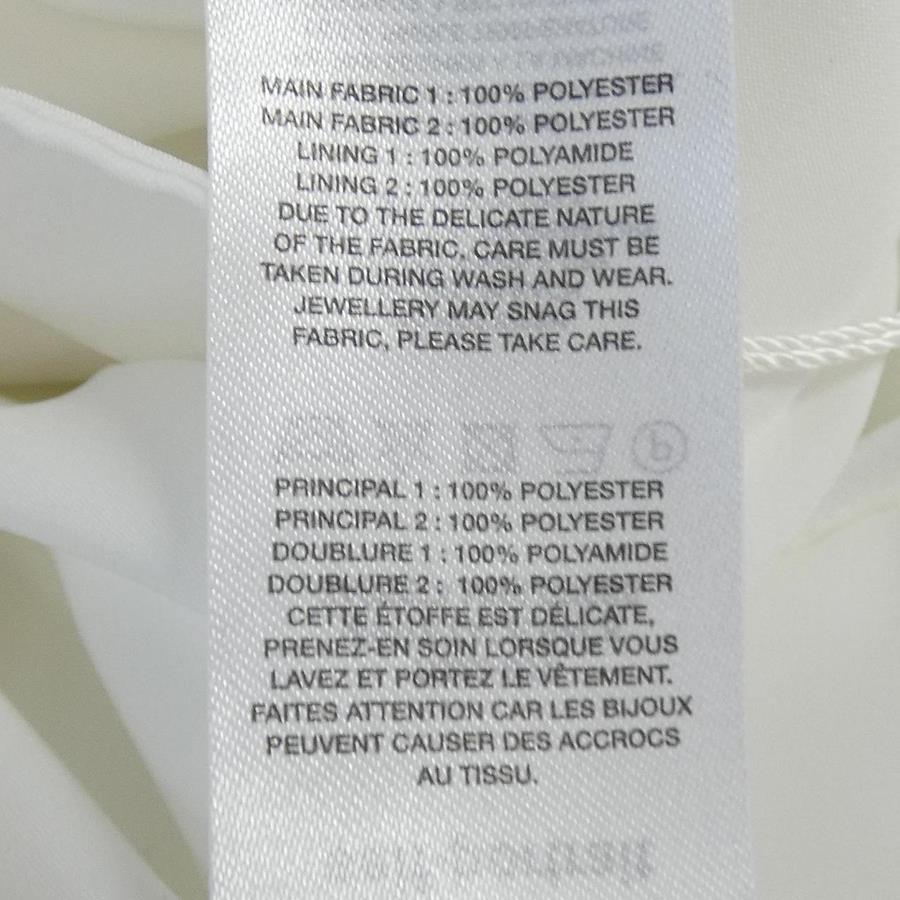 MAIN FABRIC 1 : 100% POLYESTER
MAIN FABRIC 2 : 100% POLYESTER
LINING 1 : 100% POLYAMIDE
LINING 2 : 100% POLYESTER
DUE TO THE DELICATE NATURE
OF THE FABRIC, CARE MUST BE
TAKEN DURING WASH AND WEAR.
JEWELLERY MAY SNAG THIS
FABRIC, PLEASE TAKE CARE.
PRINCIPAL 1 : 100% POLYESTER
PRINCIPAL 2 : 100% POLYESTER
DOUBLURE 1 : 100% POLYAMIDE
DOUBLURE 2 : 100% POLYESTER
CETTE ÉTOFFE EST DÉLICATE,
PRENEZ-EN SOIN LORSQUE VOUS
LAVEZ ET PORTEZ LE VÊTEMENT.
FAITES ATTENTION CAR LES BIJOUX
PEUVENT CAUSER DES ACCROCS
AU TISSU.